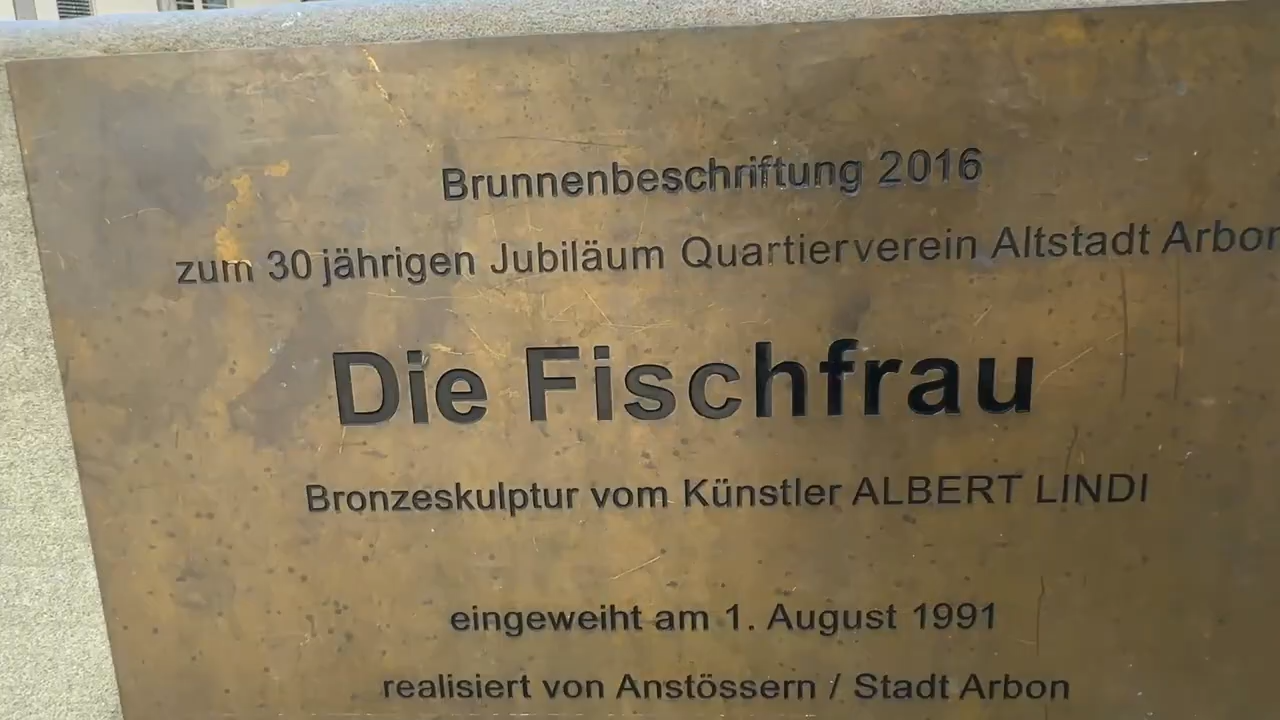 Brunnenbeschriftung 2016
zum 30 jährigen Jubiläum Quartierverein Altstadt Arbon
Die Fischfrau
Bronzeskulptur vom Künstler ALBERT LINDI
eingeweiht am 1. August 1991
realisiert von Anstössern / Stadt Arbon